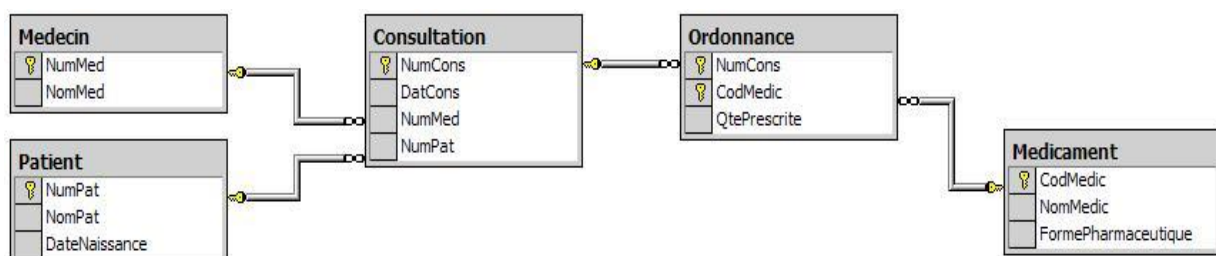 Medecin
NumMed
NomMed
Patient
NumPat
NomPat
DateNaissance
Consultation
NumCons
DatCons
NumMed
NumPat
Ordonnance
NumCons
CodMedic
QtePrescrite
Medicament
CodMedic
NomMedic
FormePharmaceutique